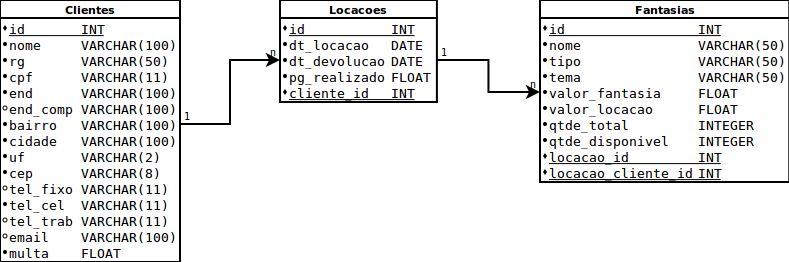 Clientes
id INT
nome VARCHAR(100)
rg VARCHAR(50)
cpf VARCHAR(11)
end VARCHAR(100)
end_comp VARCHAR(100)
bairro VARCHAR(100)
cidade VARCHAR(100)
uf VARCHAR(2)
cep VARCHAR(8)
tel_fixo VARCHAR(11)
tel_cel VARCHAR(11)
tel_trab VARCHAR(11)
email VARCHAR(100)
multa FLOAT
1
n
Locacoes
id INT
dt_locacao DATE
dt_devolucao DATE
pg_realizado FLOAT
cliente_id INT
1
n
Fantasias
id INT
nome VARCHAR(50)
tipo VARCHAR(50)
tema VARCHAR(50)
valor_fantasia FLOAT
valor_locacao FLOAT
qtde_total INTEGER
qtde_disponivel INTEGER
locacao_id INT
locacao_cliente_id INT